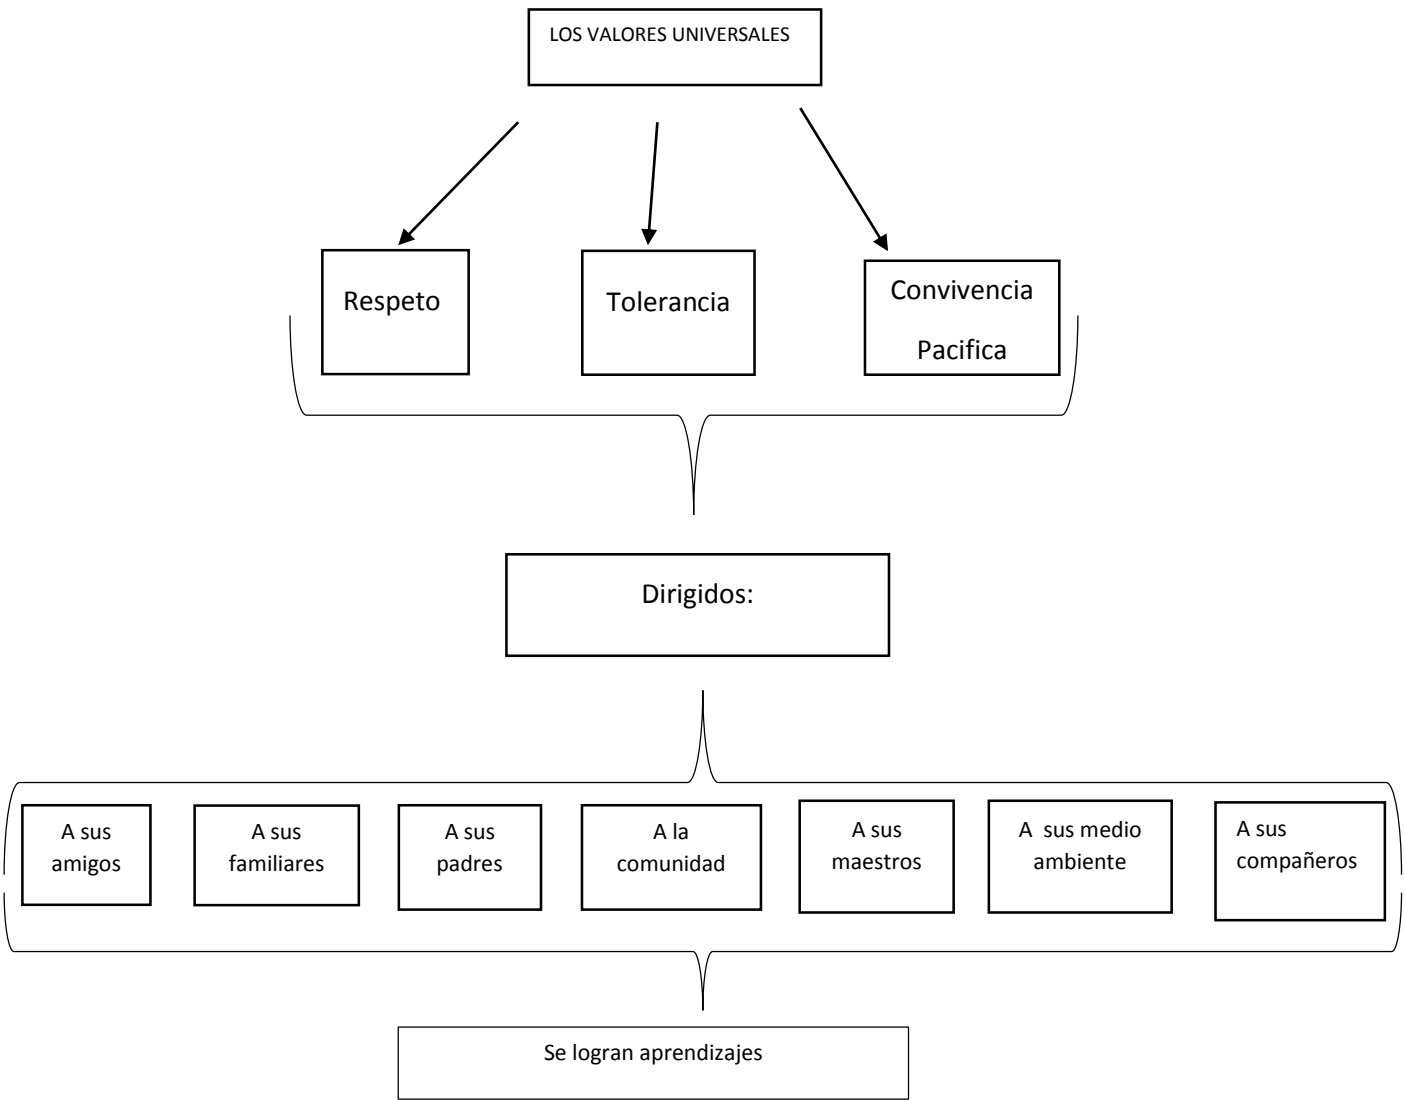 LOS VALORES UNIVERSALES
Respeto
Tolerancia
Convivencia
Pacifica
Dirigidos:
A sus
amigos
A sus
familiares
A sus
padres
A la
comunidad
A sus
maestros
A  sus medio
ambiente
A sus
compañeros
Se logran aprendizajes